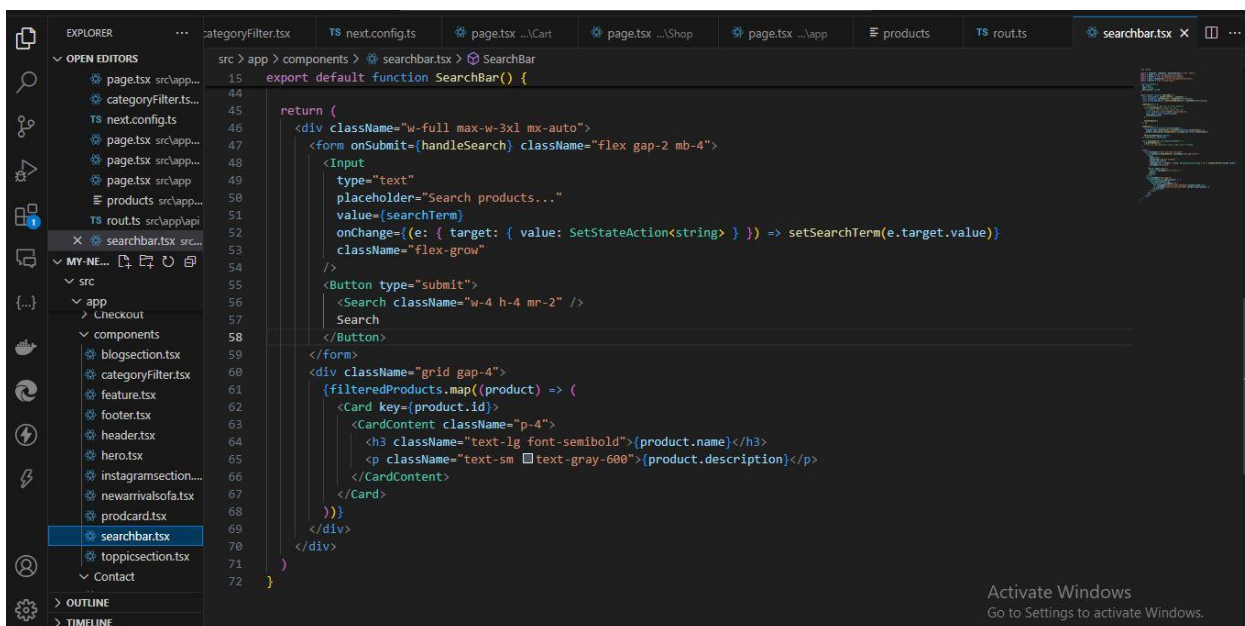 EXPLORER ...
OPEN EDITORS
page.tsx src\app...
categoryFilter.ts...
TS next.config.ts
page.tsx src\app...
page.tsx src\app...
page.tsx src\app
products src\app...
TS rout.ts src\app\api
searchbar.tsx src...
MY-NE...
src
app
Checkout
components
blogsection.tsx
categoryFilter.tsx
feature.tsx
footer.tsx
header.tsx
hero.tsx
instagramsection....
newarrivalsofa.tsx
prodcard.tsx
searchbar.tsx
toppicsection.tsx
Contact
OUTLINE
TIMELINE
1
{...}
:ategoryFilter.tsx TS next.config.ts page.tsx ...\Cart page.tsx ...\Shop page.tsx ...\app products TS rout.ts searchbar.tsx ...
src > app > components > searchbar.tsx > SearchBar
15 export default function SearchBar() {
44
45 return (
46 <div className="w-full max-w-3xl mx-auto">
47 <form onSubmit={handleSearch} className="flex gap-2 mb-4">
48 <Input
49 type="text"
50 placeholder="Search products..."
51 value={searchTerm}
52 onChange={(e: { target: { value: SetStateAction<string> } }) => setSearchTerm(e.target.value)}
53 className="flex-grow"
54 />
55 <Button type="submit">
56 <Search className="w-4 h-4 mr-2" />
57 Search
58 </Button>
59 </form>
60 <div className="grid gap-4">
61 {filteredProducts.map((product) => (
62 <Card key={product.id}>
63 <CardContent className="p-4">
64 <h3 className="text-lg font-semibold">{product.name}</h3>
65 <p className="text-sm text-gray-600">{product.description}</p>
66 </CardContent>
67 </Card>
68 ))}
69 </div>
70 </div>
71 )
72 }
Activate Windows
Go to Settings to activate Windows.